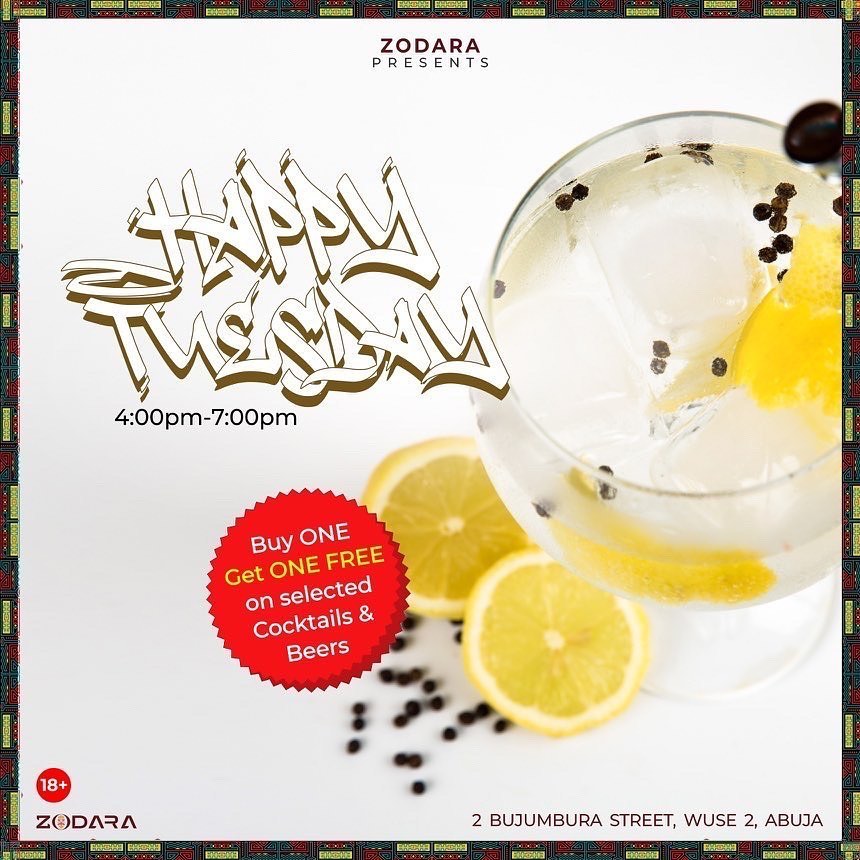 ZODARA
PRESENTS
HAPPY
TUESDAY
4:00pm-7:00pm
Buy ONE
Get ONE FREE
on selected
Cocktails &
Beers
18+
ZODARA
2 BUJUMBURA STREET, WUSE 2, ABUJA